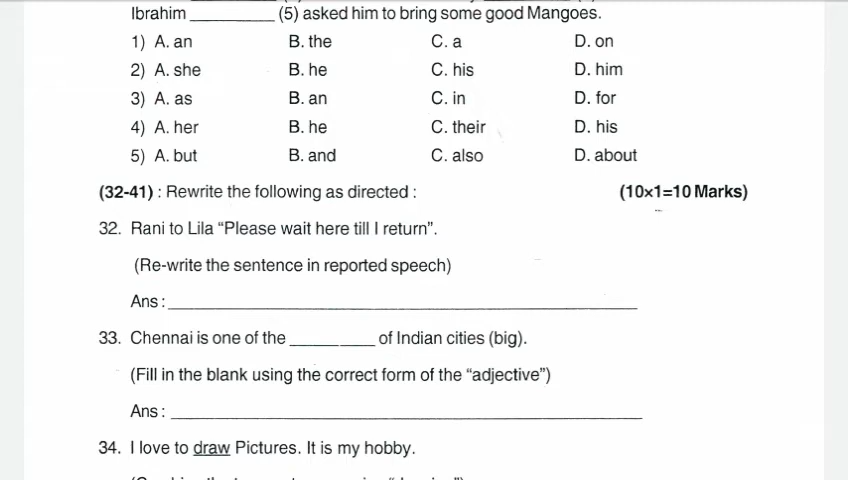 Ibrahim __________ (5) asked him to bring some good Mangoes.
1) A. an B. the C. a D. on
2) A. she B. he C. his D. him
3) A. as B. an C. in D. for
4) A. her B. he C. their D. his
5) A. but B. and C. also D. about
(32-41) : Rewrite the following as directed : (10×1=10 Marks)
32. Rani to Lila “Please wait here till I return”.
(Re-write the sentence in reported speech)
Ans : __________
33. Chennai is one of the __________ of Indian cities (big).
(Fill in the blank using the correct form of the “adjective”)
Ans : __________
34. I love to draw Pictures. It is my hobby.